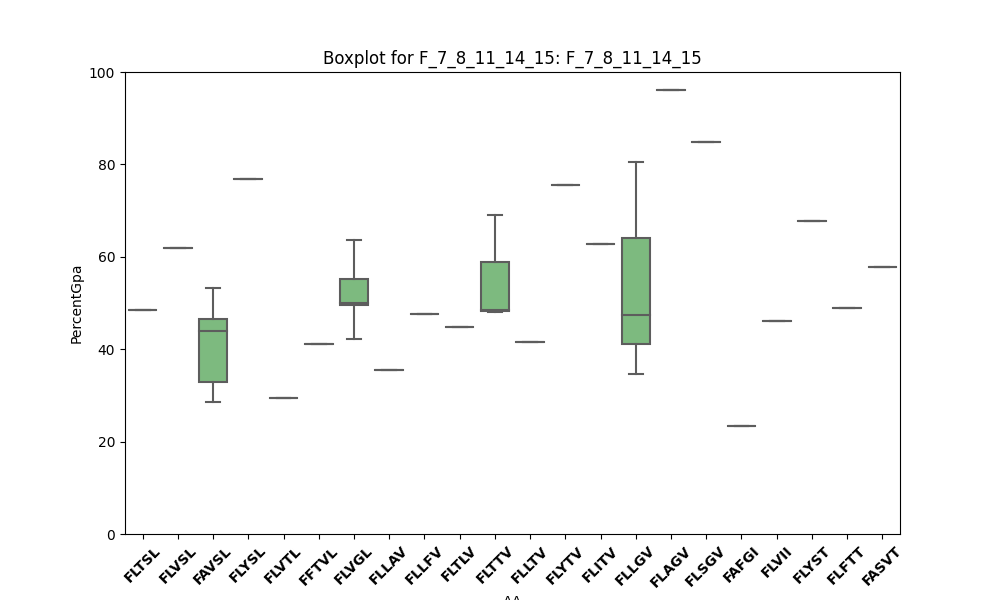 Boxplot for F_7_8_11_14_15: F_7_8_11_14_15
PercentGpa
100
80
60
40
20
0
FLTSL
FLVSL
FAVSL
FLYSL
FLVTL
FFTVL
FLVGL
FLLAV
FLLFV
FLTLV
FLTTV
FLLTV
FLYTV
FLITV
FLLGV
FLAGV
FLSGV
FAFGI
FLVII
FLYST
FLFTT
FASVT
AA